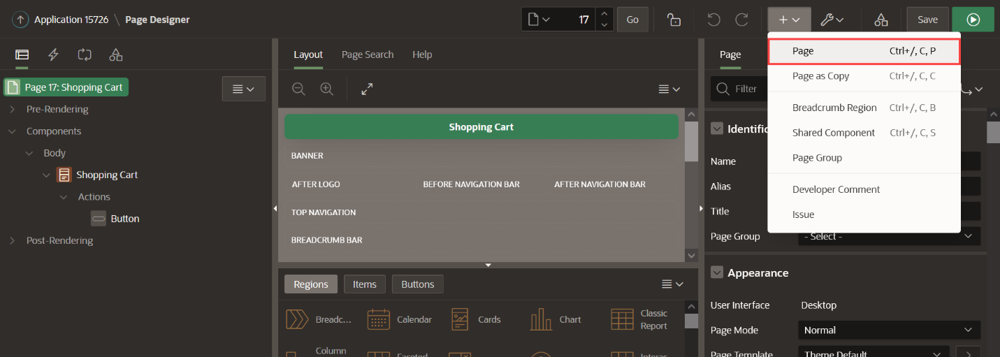 Application 15726 \ Page Designer
17
Go
Save
Layout
Page Search
Help
Page
Page Ctrl+/, C, P
Page as Copy Ctrl+/, C, C
Breadcrumb Region Ctrl+/, C, B
Shared Component Ctrl+/, C, S
Page Group
Developer Comment
Issue
Page 17: Shopping Cart
Pre-Rendering
Components
Body
Shopping Cart
Actions
Button
Post-Rendering
Shopping Cart
BANNER
AFTER LOGO BEFORE NAVIGATION BAR AFTER NAVIGATION BAR
TOP NAVIGATION
BREADCRUMB BAR
Regions
Items
Buttons
Breadc...
Calendar
Cards
Chart
Classic
Report
Column
Faceted
Interac
Filter
Identific
Name
Alias
Title
Page Group - Select -
Appearance
User Interface Desktop
Page Mode Normal
Page Template Theme Default